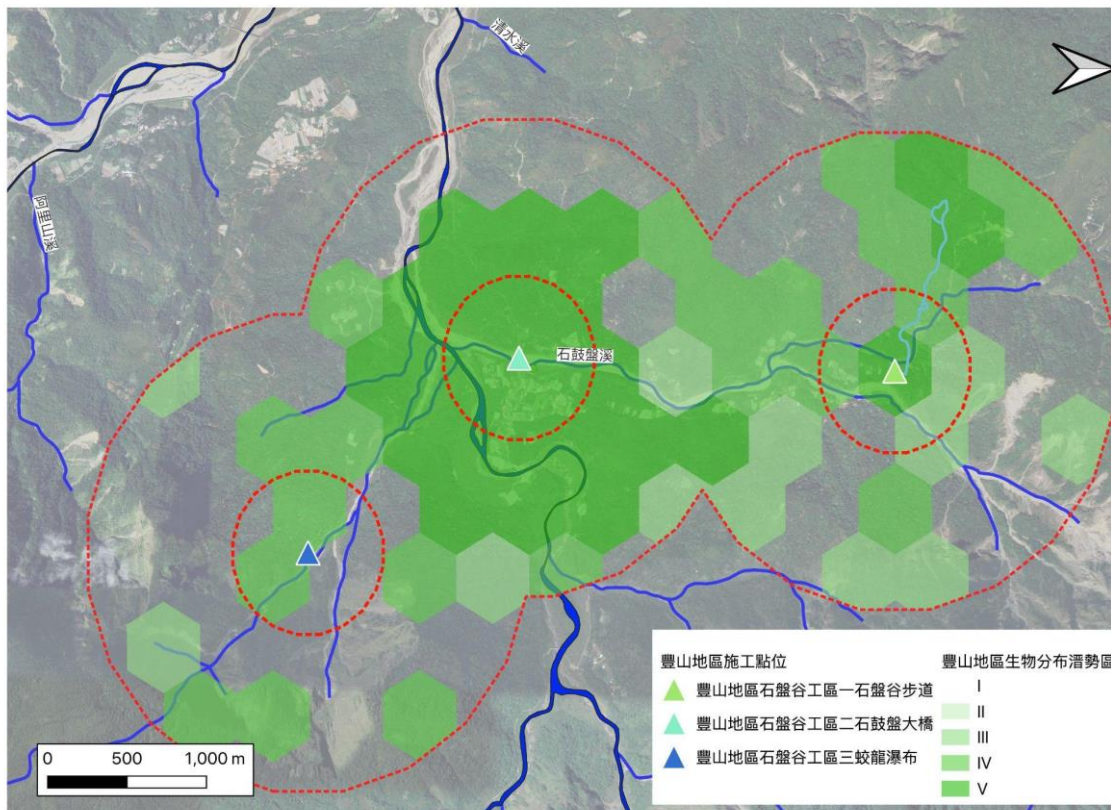 清水溪
阿里山溪
石鼓盤溪
豐山地區施工點位
豐山地區石盤谷工區一石盤谷步道
豐山地區石盤谷工區二石鼓盤大橋
豐山地區石盤谷工區三蛟龍瀑布
豐山地區生物分布潛勢區
I
II
III
IV
V
0 500 1,000 m